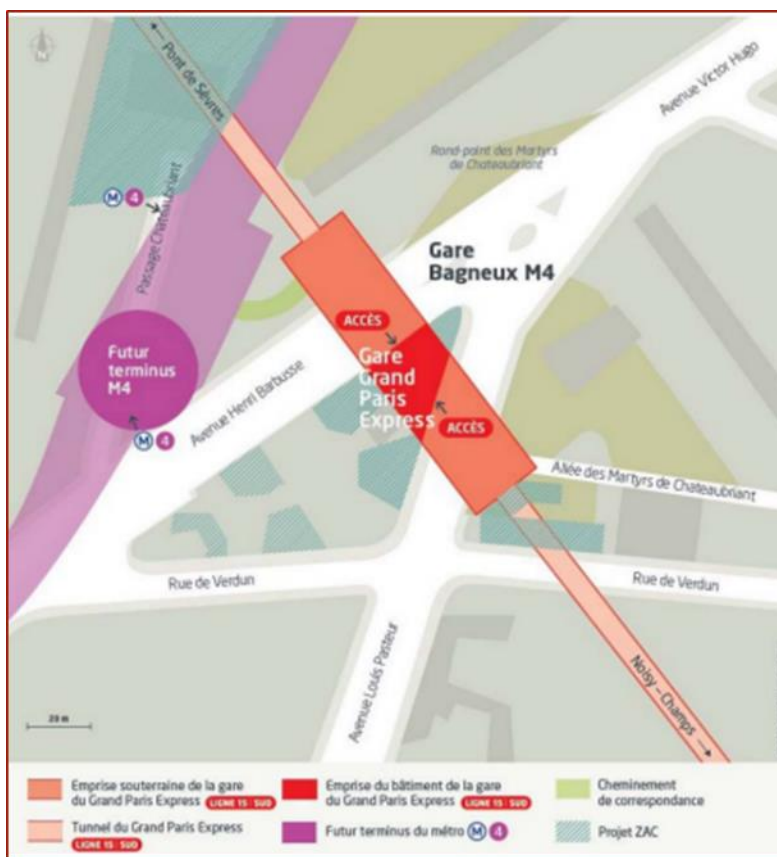 N
Pont de Sèvres
Avenue Victor Hugo
Rond-point des Martyrs
de Chateaubriant
M 4
Passage Chateaubriant
Gare
Bagneux M4
ACCÈS
Futur
terminus
M4
Gare
Grand
Paris
Express
Avenue Henri Barbusse
ACCÈS
M 4
Allée des Martyrs de Chateaubriant
Rue de Verdun
Rue de Verdun
Avenue Louis Pasteur
Noisy – Champs
20 m
Emprise souterraine de la gare
du Grand Paris Express LIGNE 15 : SUD
Tunnel du Grand Paris Express
LIGNE 15 : SUD
Emprise du bâtiment de la gare
du Grand Paris Express LIGNE 15 : SUD
Futur terminus du métro M 4
Cheminement
de correspondance
Projet ZAC